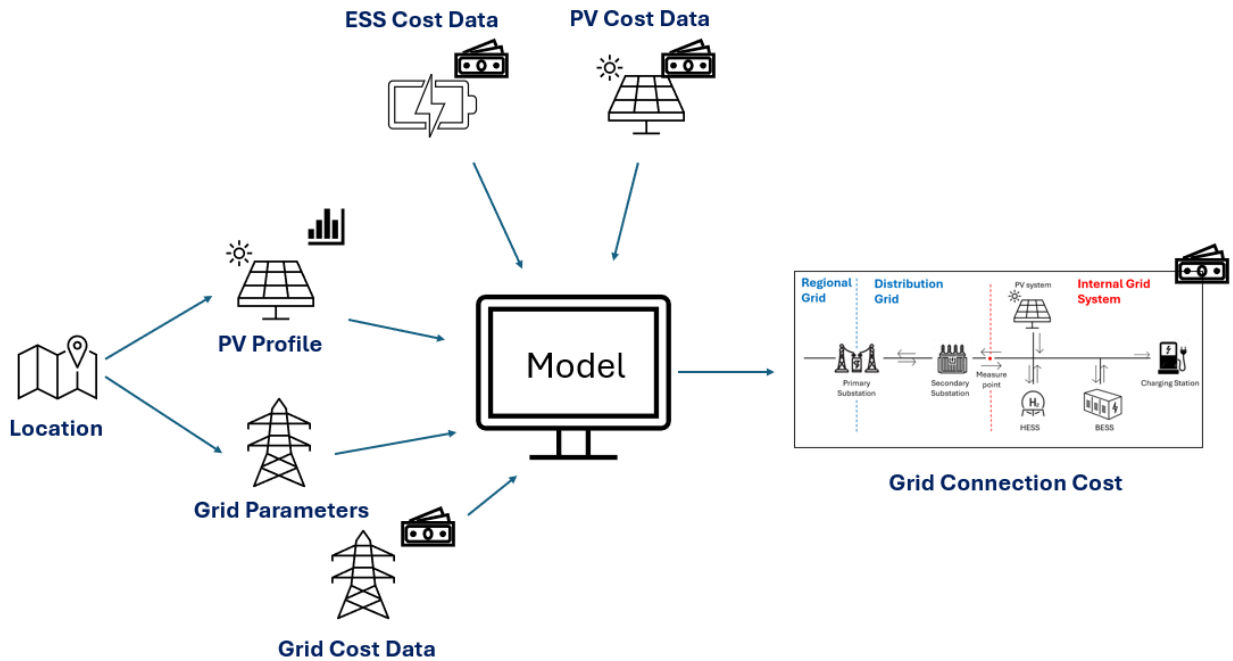 ESS Cost Data
PV Cost Data
PV Profile
Location
Grid Parameters
Grid Cost Data
Model
Regional
Grid
Distribution
Grid
PV system
Internal Grid
System
Primary
Substation
Secondary
Substation
Measure
point
Charging Station
H₂
HESS
BESS
Grid Connection Cost